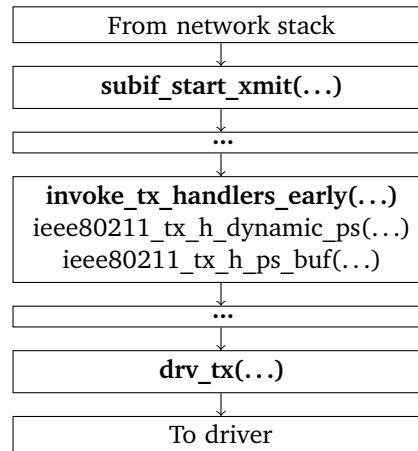 From network stack
subif_start_xmit(...)
...
invoke_tx_handlers_early(...)
ieee80211_tx_h_dynamic_ps(...)
ieee80211_tx_h_ps_buf(...)
...
drv_tx(...)
To driver